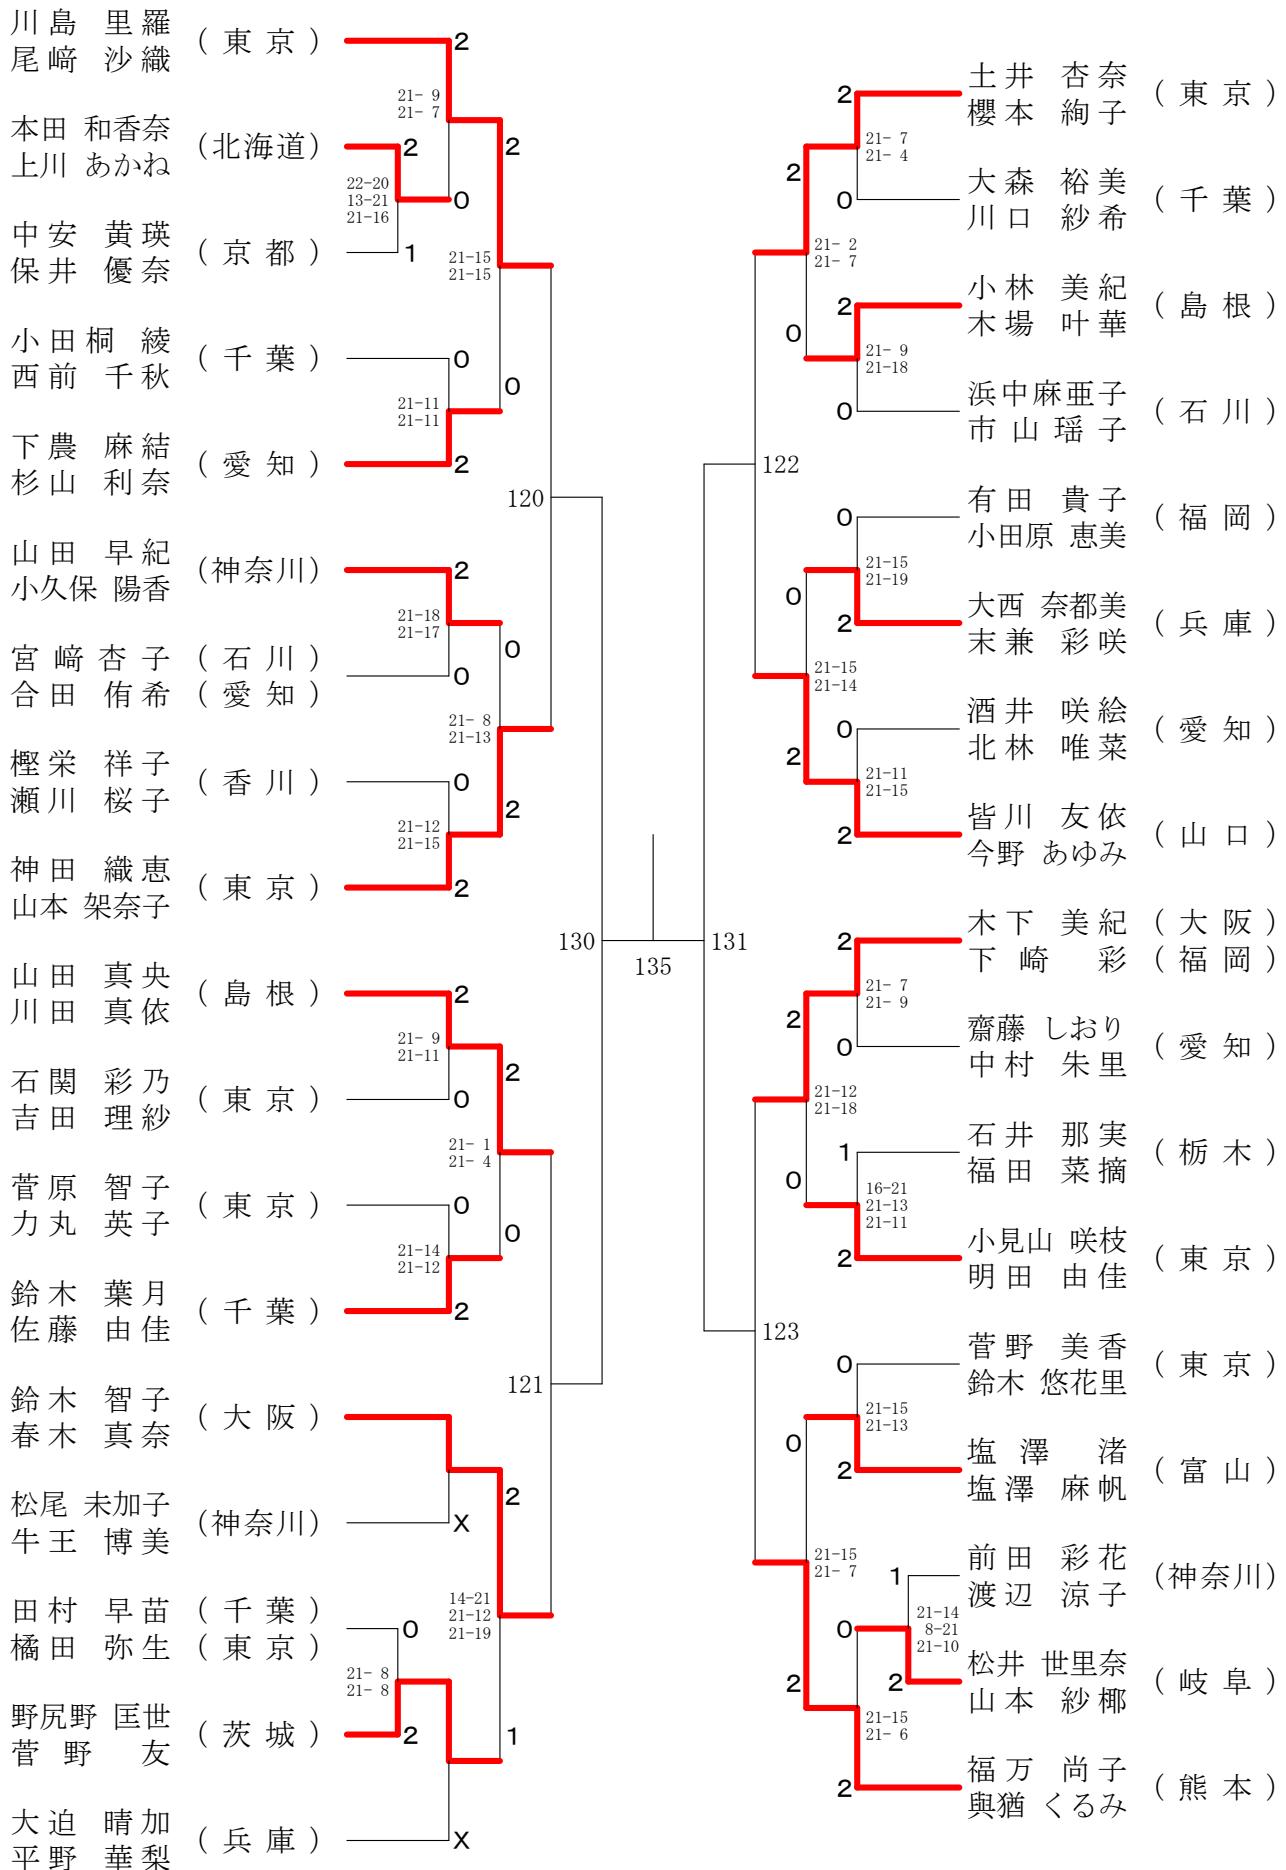 川島 里羅
尾﨑 沙織
(東京)
2
21- 9
21- 7
本田 和香奈
上川 あかね
(北海道)
2
2
22-20
13-21
21-16
0
中安 黄瑛
保井 優奈
(京都)
1
21-15
21-15
小田桐 綾
西前 千秋
(千葉)
0
0
21-11
21-11
下農 麻結
杉山 利奈
(愛知)
2
120
山田 早紀
小久保 陽香
(神奈川)
2
21-18
21-17
0
宮﨑 杏子 (石川)
合田 侑希 (愛知)
0
21- 8
21-13
樫栄 祥子
瀬川 桜子
(香川)
0
2
21-12
21-15
神田 織恵
山本 架奈子
(東京)
2
130
135
山田 真央
川田 真依
(島根)
2
21- 9
21-11
2
石関 彩乃
吉田 理紗
(東京)
0
21- 1
21- 4
菅原 智子
力丸 英子
(東京)
0
0
21-14
21-12
鈴木 葉月
佐藤 由佳
(千葉)
2
121
鈴木 智子
春木 真奈
(大阪)
2
松尾 未加子
牛王 博美
(神奈川)
X
14-21
21-12
21-19
田村 早苗 (千葉)
橘田 弥生 (東京)
0
21- 8
21- 8
野尻野 匡世
菅野 友
(茨城)
2
1
大迫 晴加
平野 華梨
(兵庫)
X
2
土井 杏奈
櫻本 絢子
(東京)
21- 7
21- 4
2
0
大森 裕美
川口 紗希
(千葉)
21- 2
21- 7
2
小林 美紀
木場 叶華
(島根)
0
21- 9
21-18
0
浜中麻亜子
市山瑶子
(石川)
122
0
有田 貴子
小田原 恵美
(福岡)
21-15
21-19
0
2
大西 奈都美
末兼 彩咲
(兵庫)
21-15
21-14
0
酒井 咲絵
北林 唯菜
(愛知)
2
21-11
21-15
2
皆川 友依
今野 あゆみ
(山口)
131
2
木下 美紀 (大阪)
下崎 彩 (福岡)
21- 7
21- 9
2
0
齋藤 しおり
中村 朱里
(愛知)
21-12
21-18
1
石井 那実
福田 菜摘
(栃木)
0
16-21
21-13
21-11
2
小見山 咲枝
明田 由佳
(東京)
123
0
菅野 美香
鈴木 悠花里
(東京)
21-15
21-13
0
2
塩澤 渚
塩澤 麻帆
(富山)
21-15
21- 7
1
前田 彩花
渡辺 涼子
(神奈川)
21-14
8-21
21-10
0
2
2
松井 世里奈
山本 紗椰
(岐阜)
21-15
21- 6
2
福万 尚子
與猶 くるみ
(熊本)